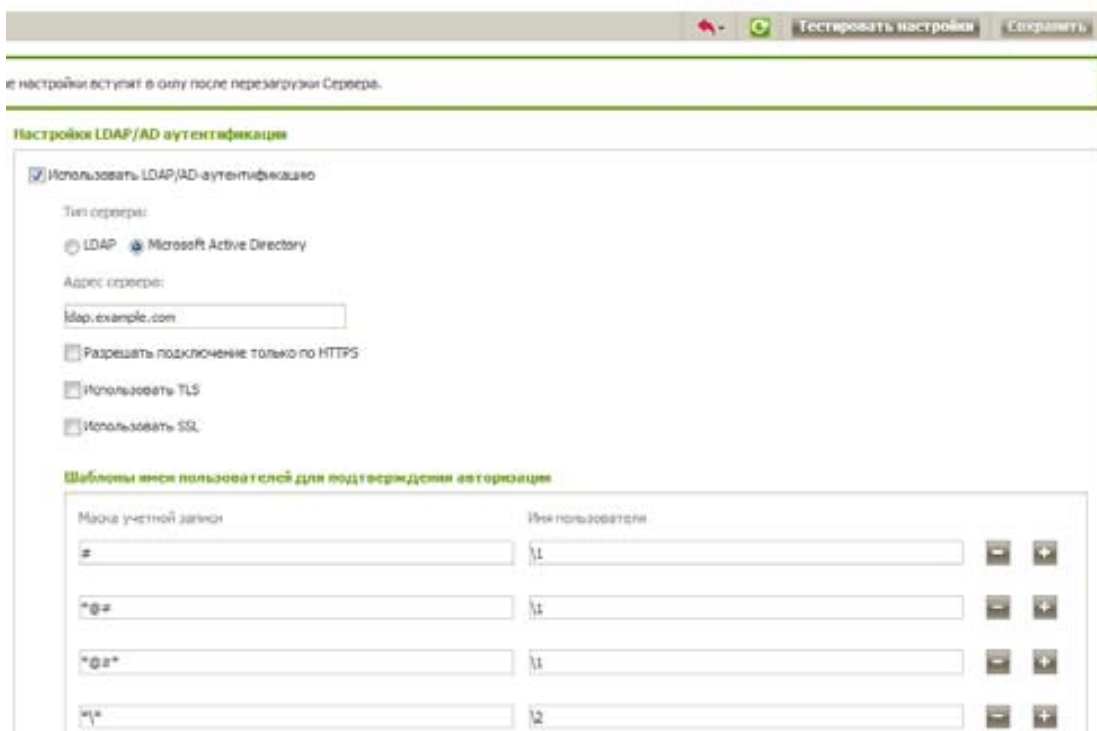 Тестировать настройки Сохранить
е настройки вступят в силу после перезагрузки Сервера.
Настройки LDAP/AD аутентификации
Использовать LDAP/AD-аутентификацию
Тип сервера:
LDAP Microsoft Active Directory
Адрес сервера:
ldap.example.com
Разрешать подключение только по HTTPS
Использовать TLS
Использовать SSL
Шаблоны имен пользователей для подтверждения авторизации
Маска учетной записи Имя пользователя
# \1
*@# \1
*@#* \1
*\* \2